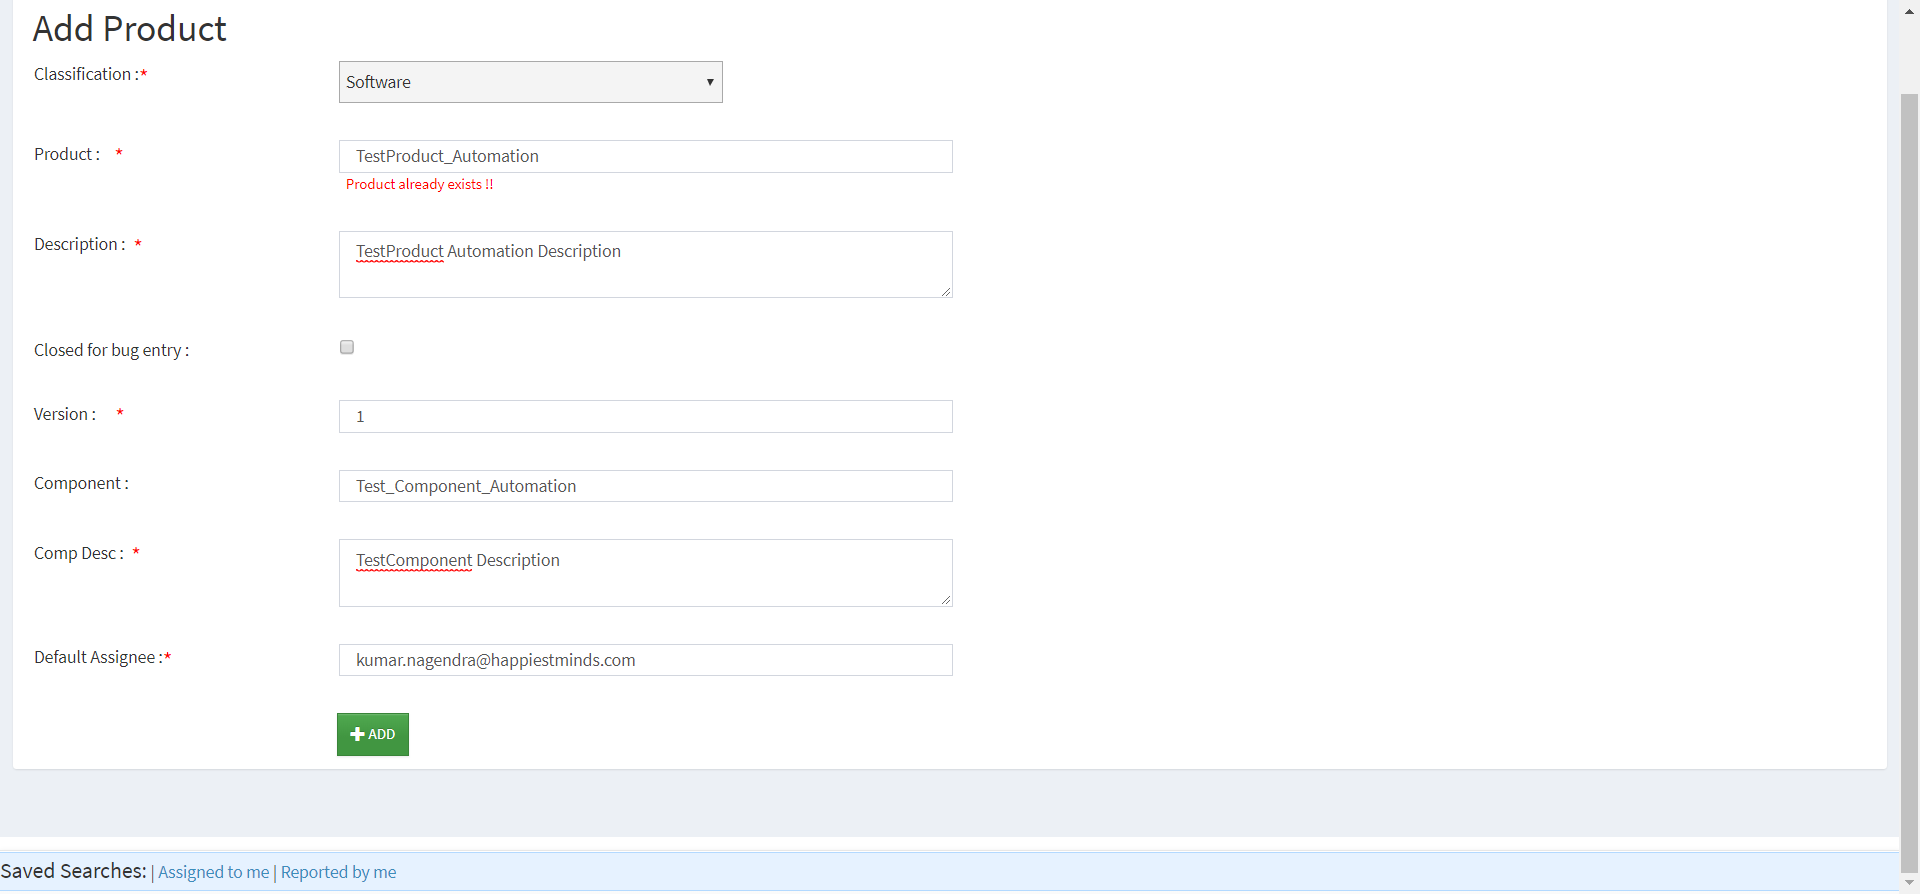 Add Product
Classification :*
Software
Product : *
TestProduct_Automation
Product already exists !!
Description : *
TestProduct Automation Description
Closed for bug entry :
Version : *
1
Component :
Test_Component_Automation
Comp Desc : *
TestComponent Description
Default Assignee :*
kumar.nagendra@happiestminds.com
ADD
Saved Searches: | Assigned to me | Reported by me